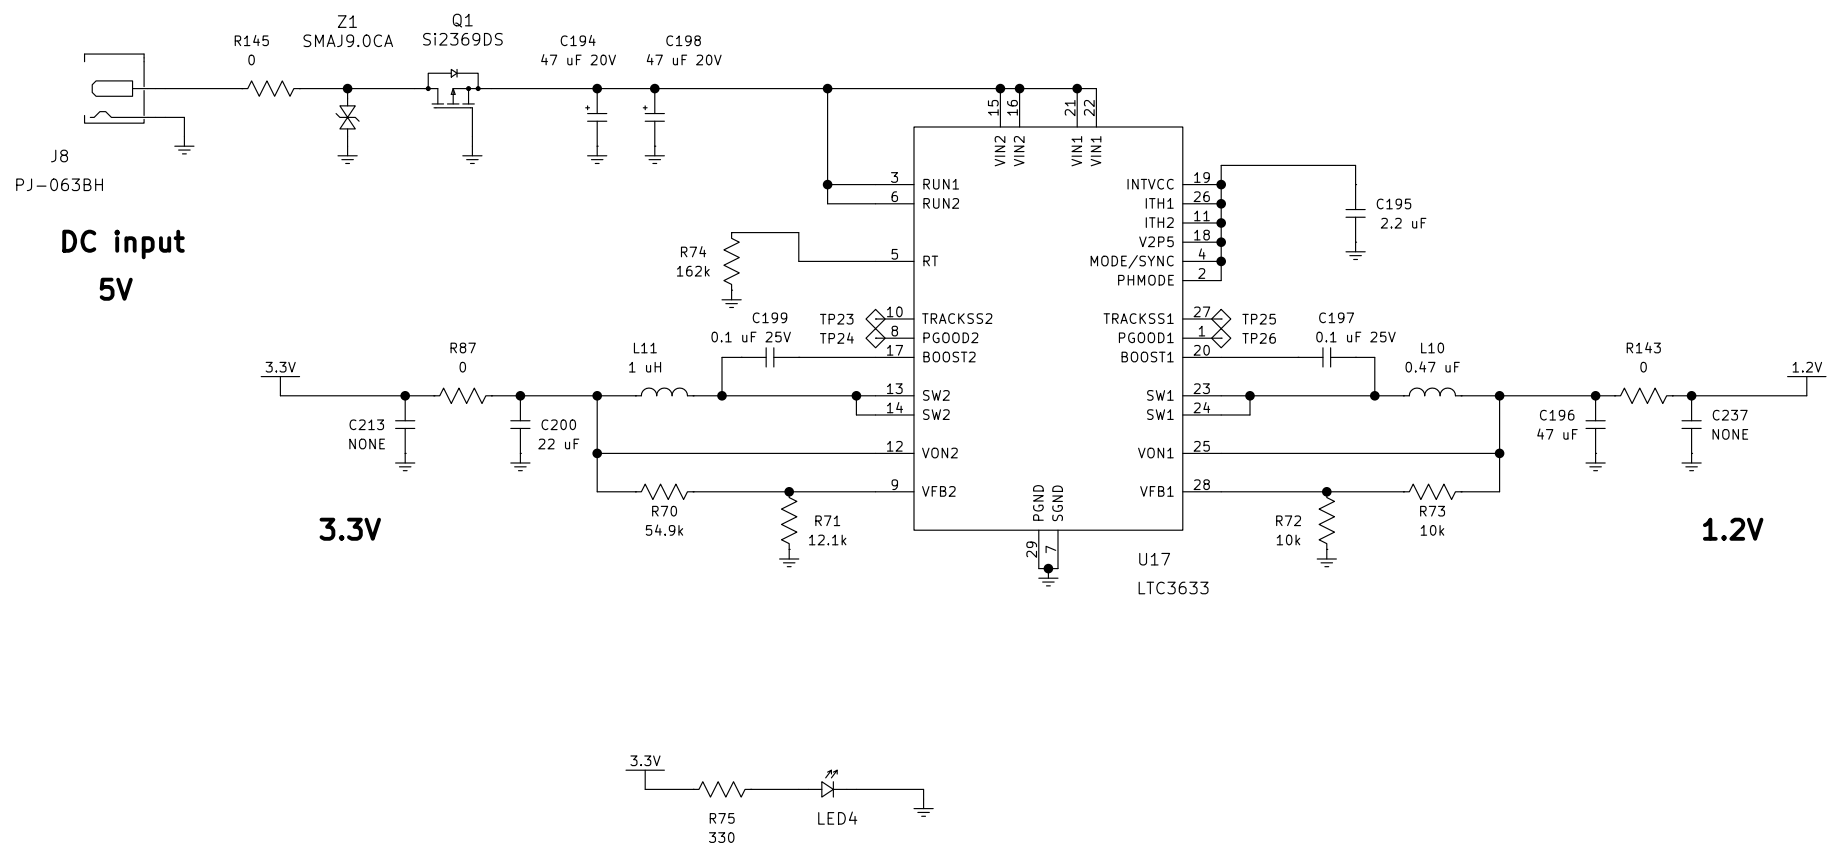 Z1
SMAJ9.0CA
Q1
Si2369DS
R145
0
C194
47 uF 20V
C198
47 uF 20V
J8
PJ-063BH
DC input
5V
15
16
21
22
VIN2
VIN2
VIN1
VIN1
3
RUN1
6
RUN2
5
RT
R74
162k
TP23
10
TRACKSS2
TP24
8
PGOOD2
17
BOOST2
C199
0.1 uF 25V
13
SW2
14
SW2
12
VON2
9
VFB2
INTVCC
19
ITH1
26
ITH2
11
V2P5
18
MODE/SYNC
4
PHMODE
2
C195
2.2 uF
TRACKSS1
27
TP25
PGOOD1
1
TP26
BOOST1
20
C197
0.1 uF 25V
SW1
23
SW1
24
VON1
25
VFB1
28
3.3V
R87
0
L11
1 uH
C213
NONE
C200
22 uF
R70
54.9k
R71
12.1k
3.3V
PGND
SGND
29
7
U17
LTC3633
L10
0.47 uF
R143
0
1.2V
C196
47 uF
C237
NONE
R72
10k
R73
10k
1.2V
3.3V
R75
330
LED4